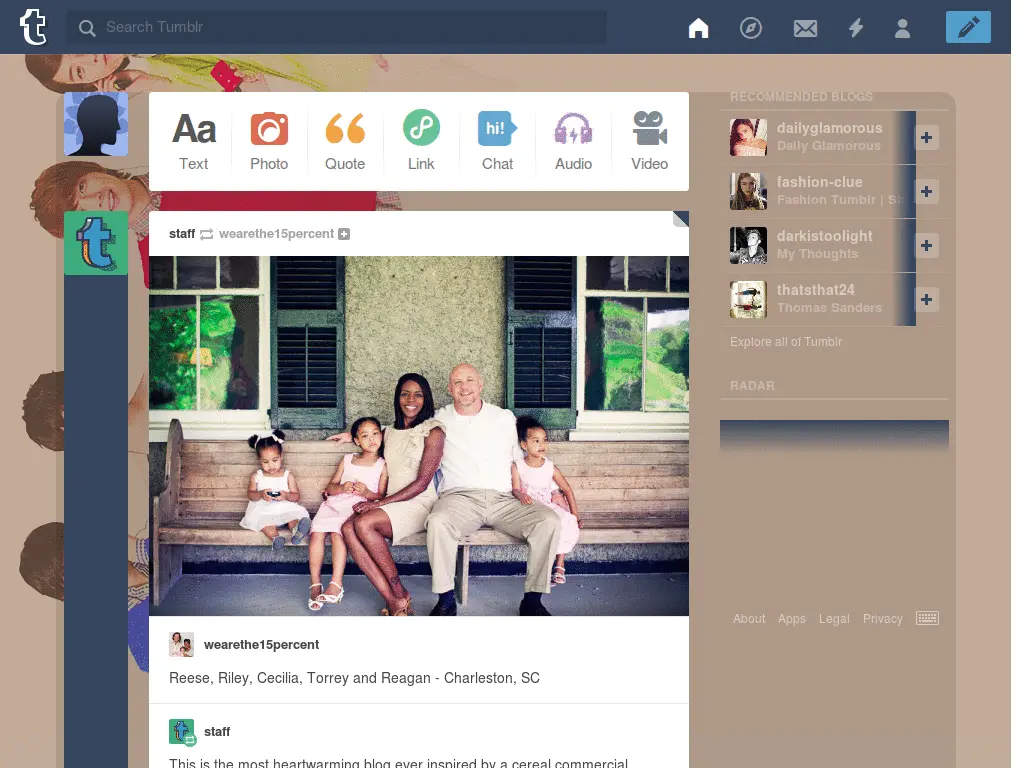 Search Tumblr
Aa
Text
Photo
Quote
Link
hi!
Chat
Audio
Video
staff wearethe15percent
wearethe15percent
Reese, Riley, Cecilia, Torrey and Reagan - Charleston, SC
staff
This is the most heartwarming blog ever inspired by a cereal commercial.
RECOMMENDED BLOGS
dailyglamorous
Daily Glamorous
fashion-clue
Fashion Tumblr |
darkistoolight
My Thoughts
thatsthat24
Thomas Sanders
Explore all of Tumblr
RADAR
About Apps Legal Privacy